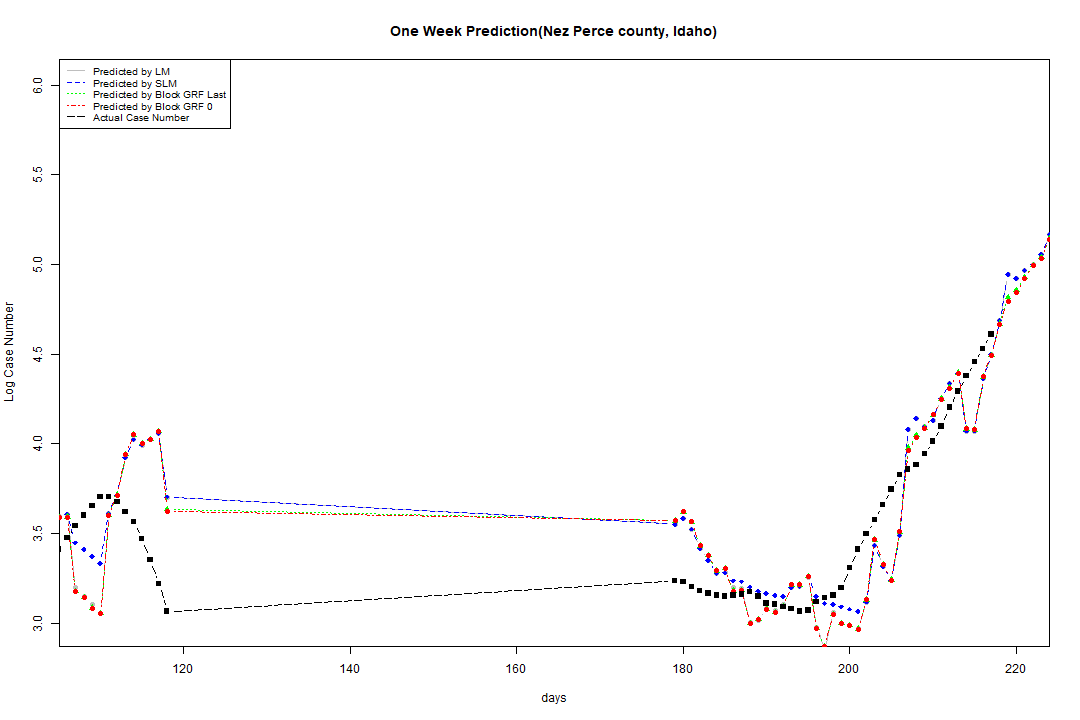 One Week Prediction(Nez Perce county, Idaho)
Predicted by LM
Predicted by SLM
Predicted by Block GRF Last
Predicted by Block GRF 0
Actual Case Number
6.0
5.5
5.0
4.5
4.0
3.5
3.0
Log Case Number
120
140
160
180
200
220
days